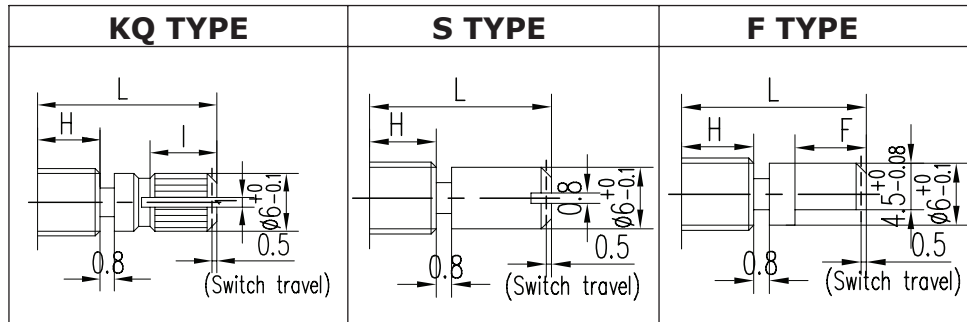 KQ TYPE
L
H
I
ø6+0-0.1
0.8
0.5
(Switch travel)
S TYPE
L
H
0.8
ø6+0-0.1
0.8
0.5
(Switch travel)
F TYPE
L
H
F
4.5+0-0.08
ø6+0-0.1
0.8
0.5
(Switch travel)